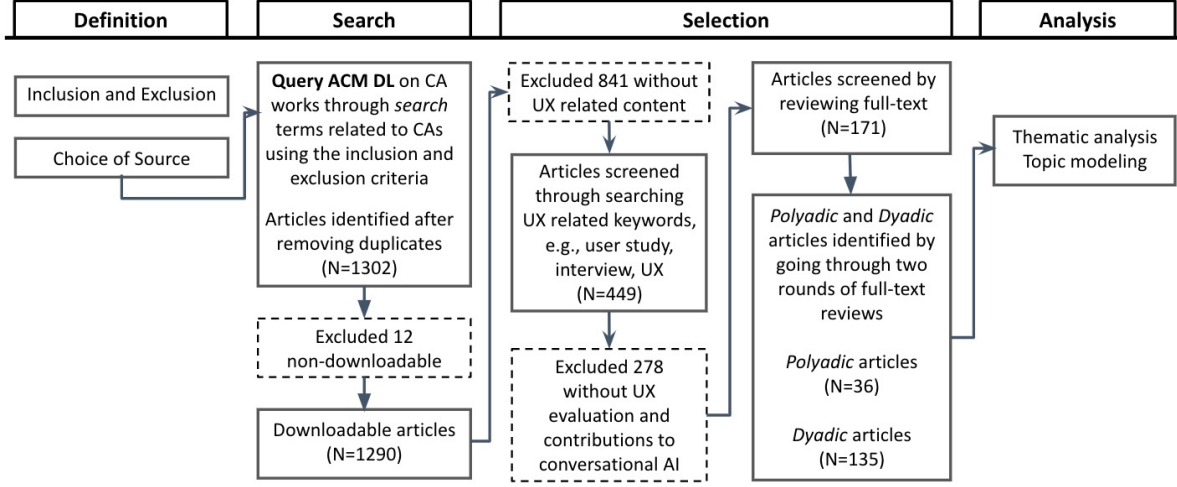 Definition
Search
Selection
Analysis
Inclusion and Exclusion
Choice of Source
Query ACM DL on CA
works through search
terms related to CAs
using the inclusion and
exclusion criteria
Articles identified after
removing duplicates
(N=1302)
Excluded 12
non-downloadable
Downloadable articles
(N=1290)
Excluded 841 without
UX related content
Articles screened
through searching
UX related keywords,
e.g., user study,
interview, UX
(N=449)
Excluded 278
without UX
evaluation and
contributions to
conversational AI
Articles screened by
reviewing full-text
(N=171)
Polyadic and Dyadic
articles identified by
going through two
rounds of full-text
reviews
Polyadic articles
(N=36)
Dyadic articles
(N=135)
Thematic analysis
Topic modeling